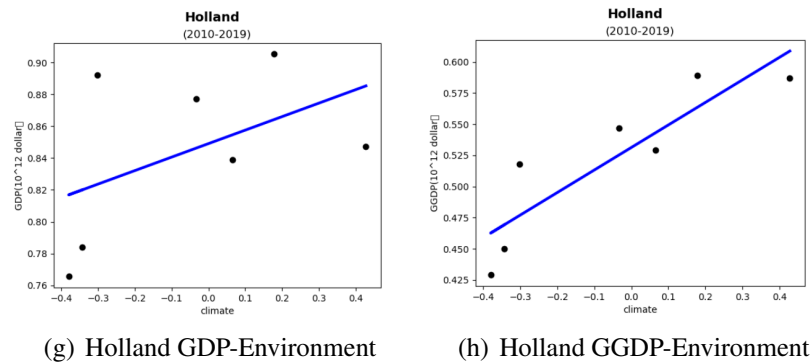 Holland
(2010-2019)
GDP(10^12 dollar▯
0.90
0.88
0.86
0.84
0.82
0.80
0.78
0.76
−0.4 −0.3 −0.2 −0.1 0.0 0.1 0.2 0.3 0.4
climate
(g) Holland GDP-Environment
Holland
(2010-2019)
GGDP(10^12 dollar▯
0.600
0.575
0.550
0.525
0.500
0.475
0.450
0.425
−0.4 −0.3 −0.2 −0.1 0.0 0.1 0.2 0.3 0.4
climate
(h) Holland GGDP-Environment